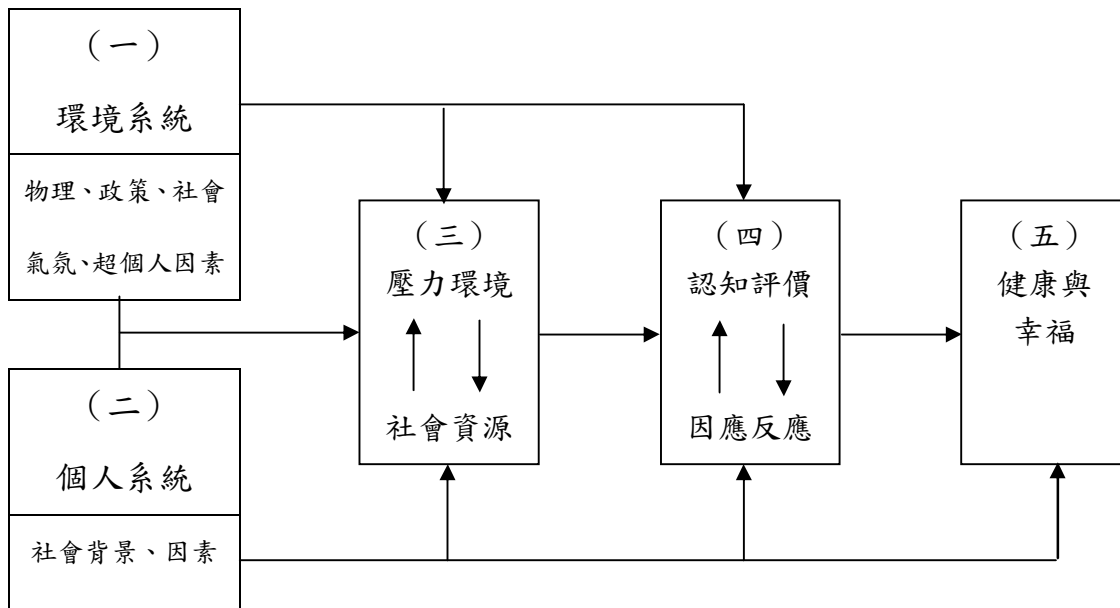 （一）
環境系統
物理、政策、社會
氣氛、超個人因素
（二）
個人系統
社會背景、因素
（三）
壓力環境
社會資源
（四）
認知評價
因應反應
（五）
健康與
幸福